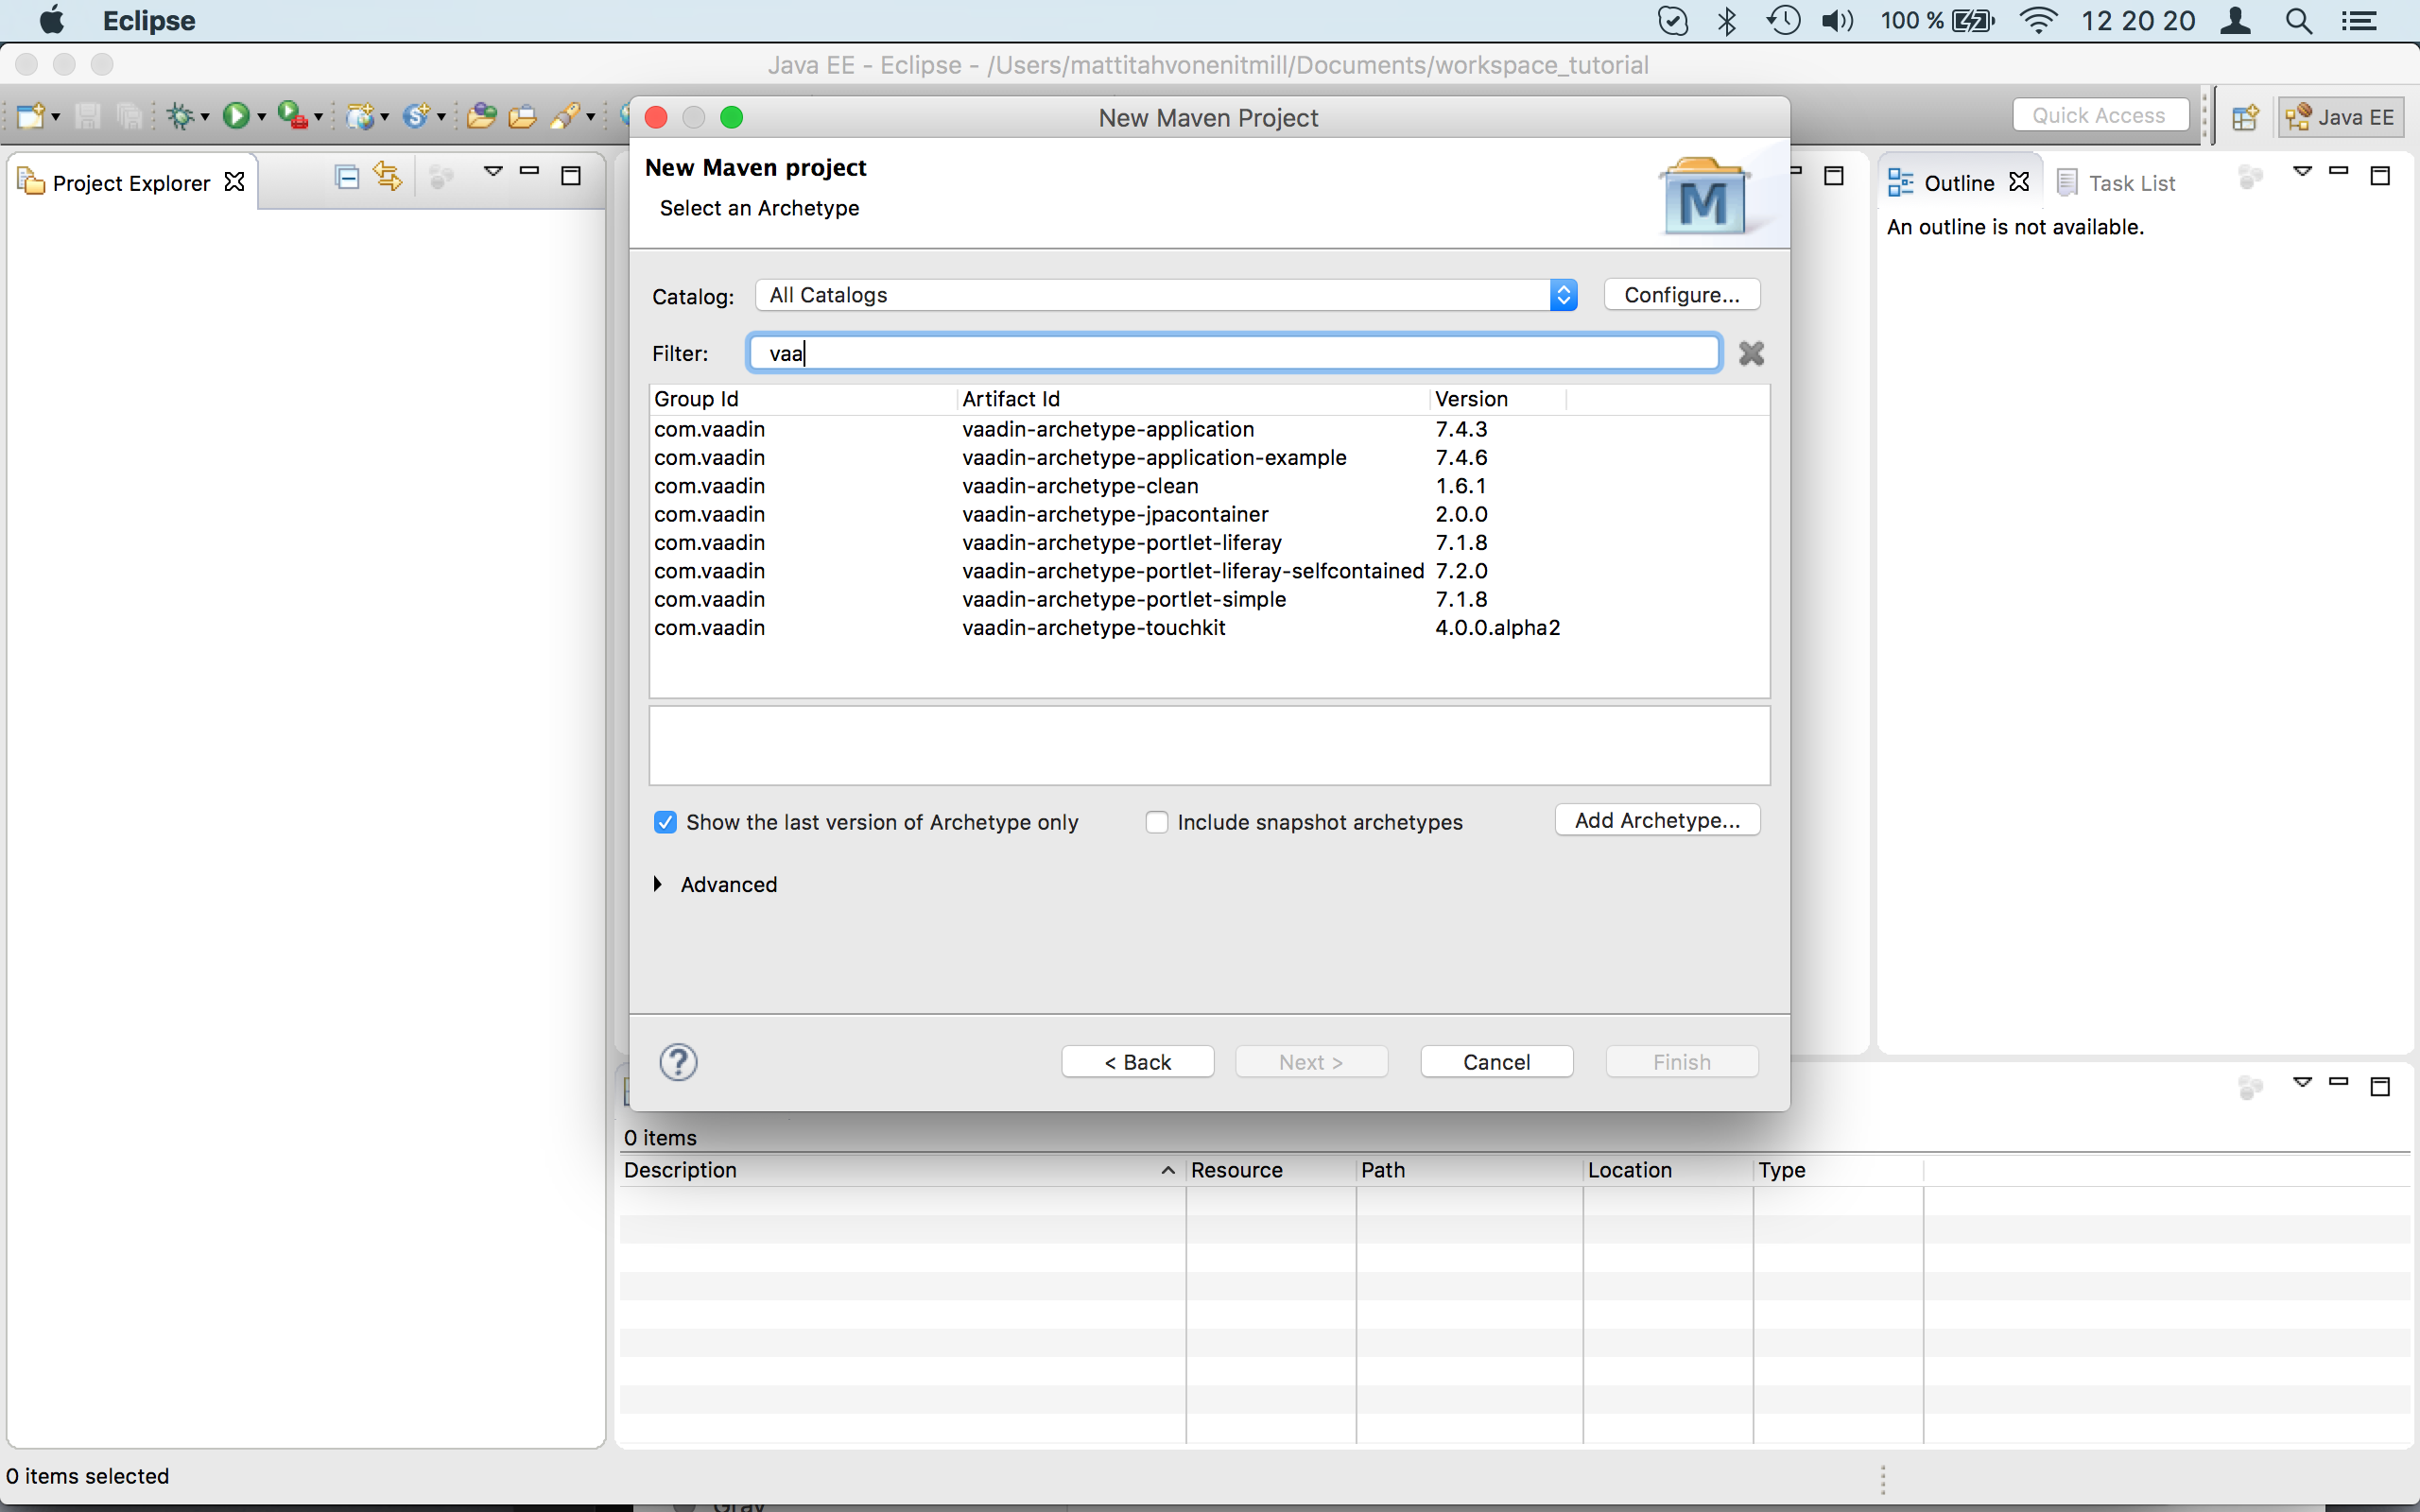 Eclipse
100 %
12 20 20
Java EE - Eclipse - /Users/mattitahvonenitmill/Documents/workspace_tutorial
Quick Access
Java EE
Project Explorer
New Maven Project
New Maven project
Select an Archetype
M
Catalog: All Catalogs Configure...
Filter: vaa
Group Id Artifact Id Version
com.vaadin vaadin-archetype-application 7.4.3
com.vaadin vaadin-archetype-application-example 7.4.6
com.vaadin vaadin-archetype-clean 1.6.1
com.vaadin vaadin-archetype-jpacontainer 2.0.0
com.vaadin vaadin-archetype-portlet-liferay 7.1.8
com.vaadin vaadin-archetype-portlet-liferay-selfcontained 7.2.0
com.vaadin vaadin-archetype-portlet-simple 7.1.8
com.vaadin vaadin-archetype-touchkit 4.0.0.alpha2
Show the last version of Archetype only Include snapshot archetypes Add Archetype...
Advanced
? < Back Next > Cancel Finish
Outline Task List
An outline is not available.
0 items
Description Resource Path Location Type
0 items selected